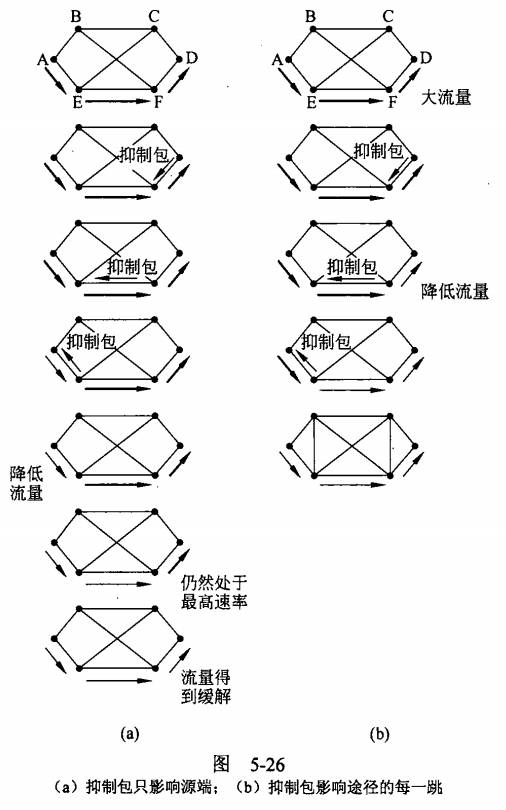 B C B C
A D A D
E F E F
大流量
抑制包 抑制包
抑制包 抑制包
降低流量
抑制包 抑制包
降低
流量
仍然处于
最高速率
流量得
到缓解
(a) (b)
图 5-26
(a) 抑制包只影响源端; (b) 抑制包影响途径的每一跳